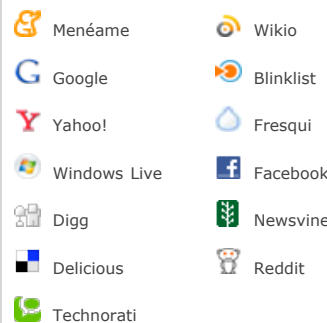 Menéame
Wikio
Google
Blinklist
Yahoo!
Fresqui
Windows Live
Facebook
Digg
Newsvine
Delicious
Reddit
Technorati